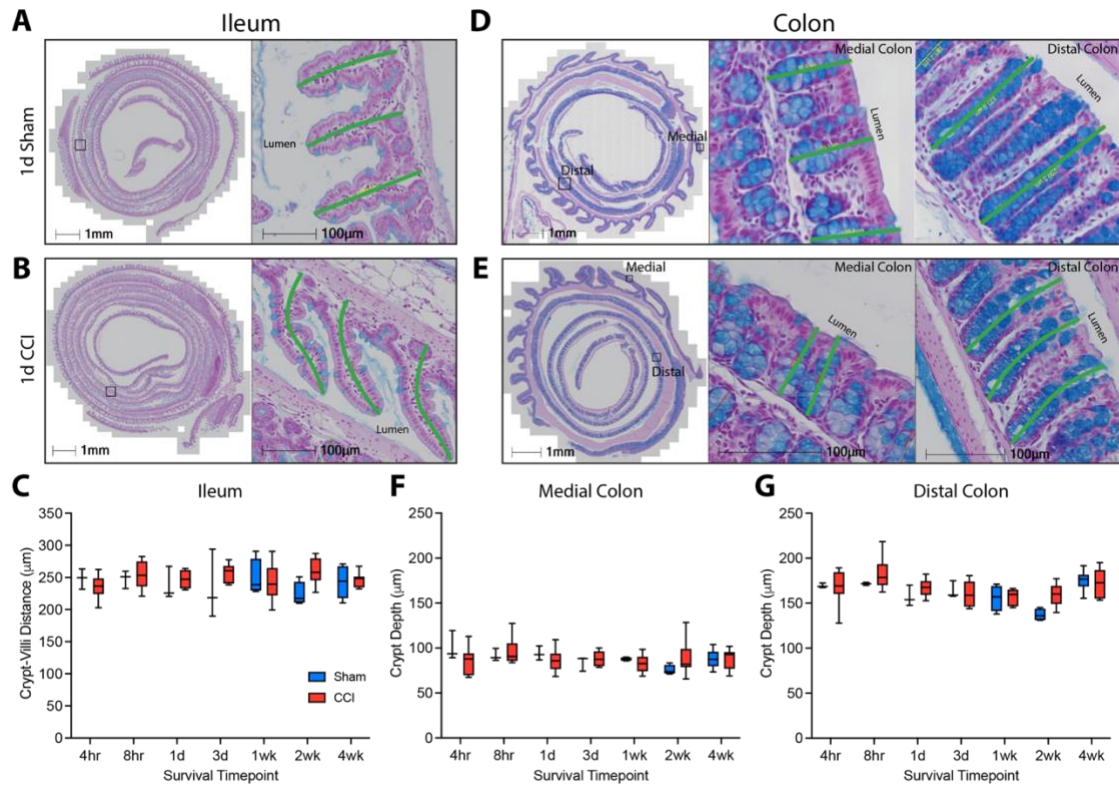 A
Ileum
1d Sham
1mm
Lumen
100µm
B
1d CCI
1mm
Lumen
100µm
D
Colon
Medial
Distal
1mm
Medial Colon
Lumen
Distal Colon
Lumen
100µm
E
Medial
Distal
1mm
Medial Colon
Lumen
100µm
Distal Colon
Lumen
100µm
C
Ileum
Crypt-Villi Distance (µm)
350
300
250
200
150
100
50
0
Sham
CCI
4hr 8hr 1d 3d 1wk 2wk 4wk
Survival Timepoint
F
Medial Colon
Crypt Depth (µm)
250
200
150
100
50
0
4hr 8hr 1d 3d 1wk 2wk 4wk
Survival Timepoint
G
Distal Colon
Crypt Depth (µm)
250
200
150
100
50
0
4hr 8hr 1d 3d 1wk 2wk 4wk
Survival Timepoint